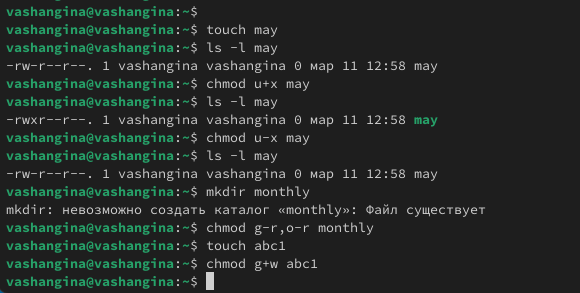 vashangina@vashangina:~$
vashangina@vashangina:~$ touch may
vashangina@vashangina:~$ ls -l may
-rw-r--r--. 1 vashangina vashangina 0 мар 11 12:58 may
vashangina@vashangina:~$ chmod u+x may
vashangina@vashangina:~$ ls -l may
-rwxr--r--. 1 vashangina vashangina 0 мар 11 12:58 may
vashangina@vashangina:~$ chmod u-x may
vashangina@vashangina:~$ ls -l may
-rw-r--r--. 1 vashangina vashangina 0 мар 11 12:58 may
vashangina@vashangina:~$ mkdir monthly
mkdir: невозможно создать каталог «monthly»: Файл существует
vashangina@vashangina:~$ chmod g-r,o-r monthly
vashangina@vashangina:~$ touch abc1
vashangina@vashangina:~$ chmod g+w abc1
vashangina@vashangina:~$